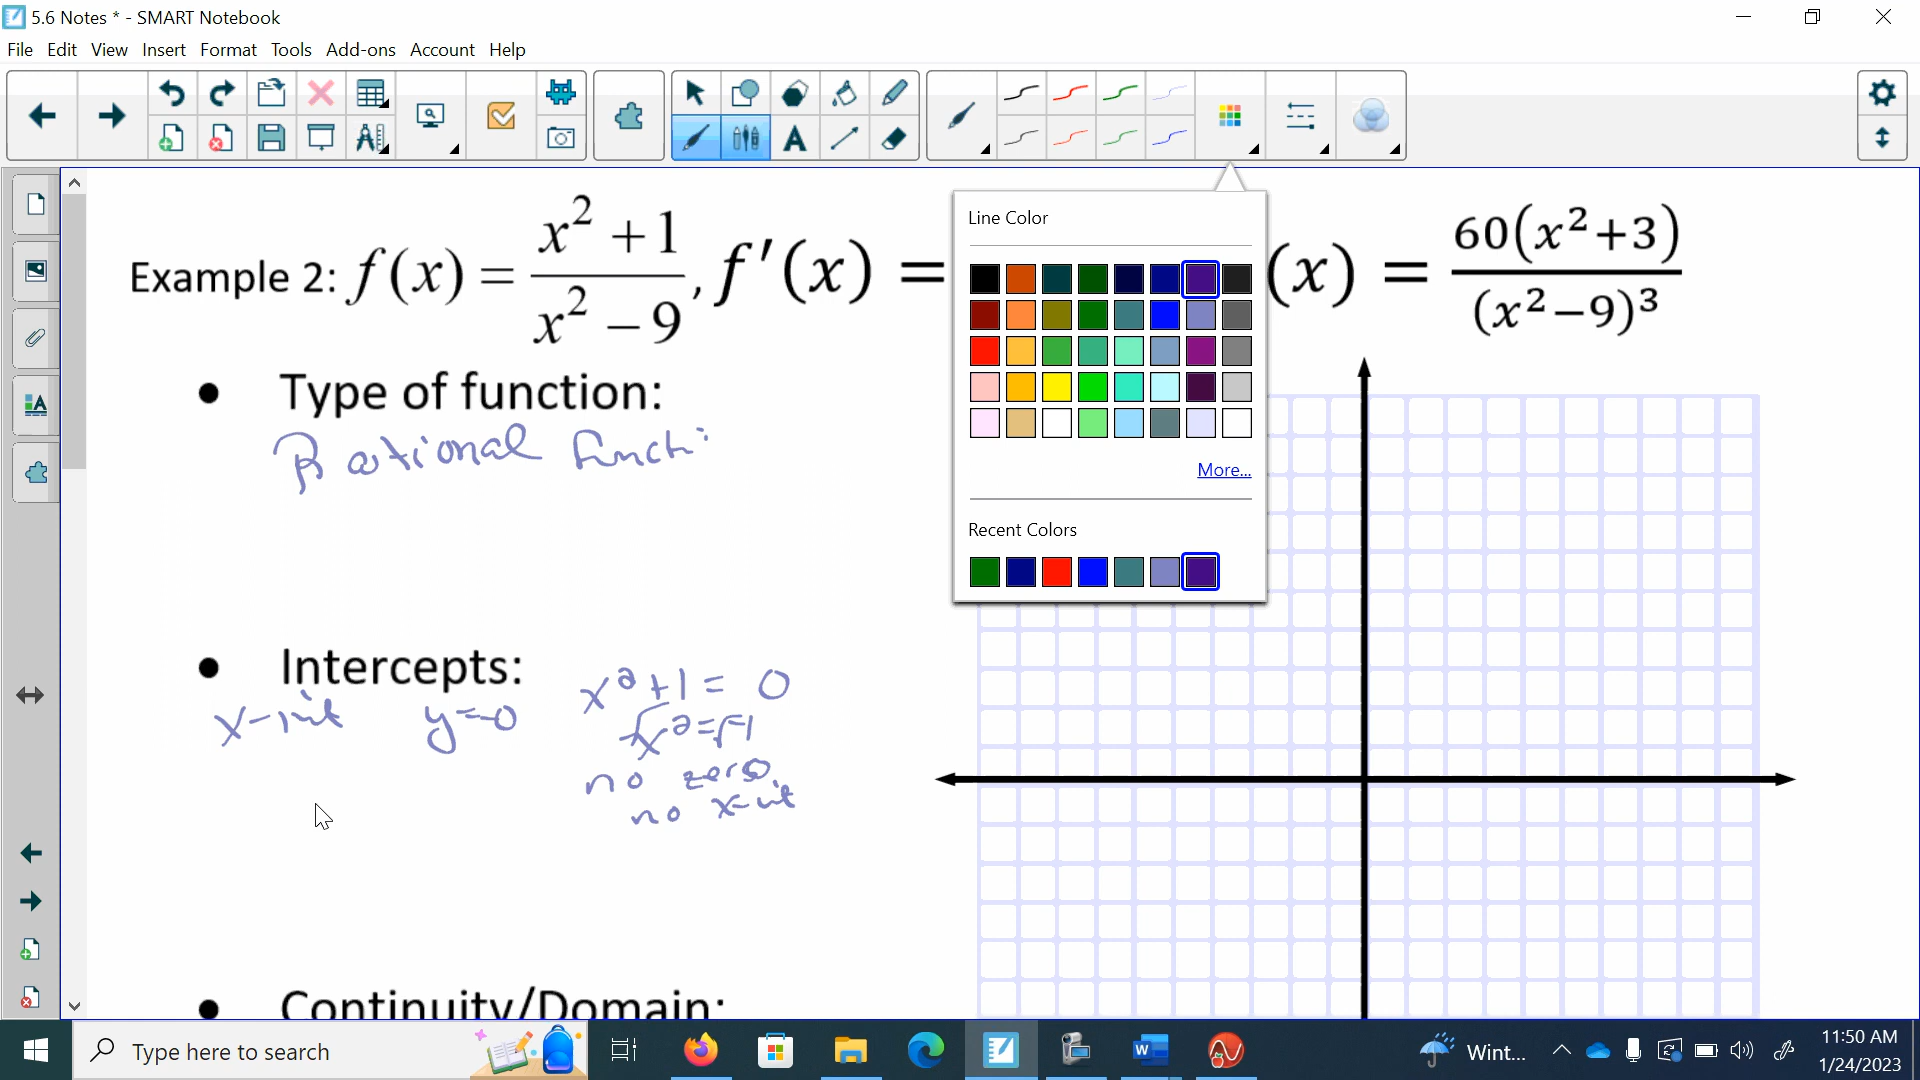 5.6 Notes * - SMART Notebook
File Edit View Insert Format Tools Add-ons Account Help
Line Color
More...
Recent Colors
Example 2: f(x) = (x² + 1)/(x² − 9), f′(x) = (x) = 60(x²+3)/(x²−9)³
• Type of function:
Rational Functi
• Intercepts:
x-int y=0
x²+1 = 0
√x² = √-1
no zero
no x-int
• Continuity/Domain:
Type here to search
Wint...
11:50 AM
1/24/2023